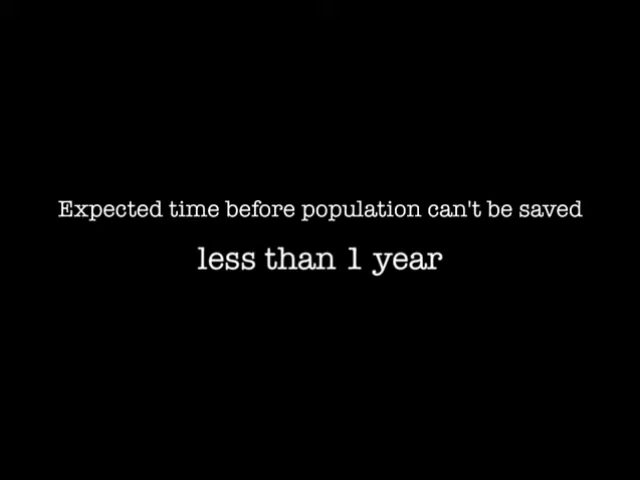 Expected time before population can't be saved
less than 1 year